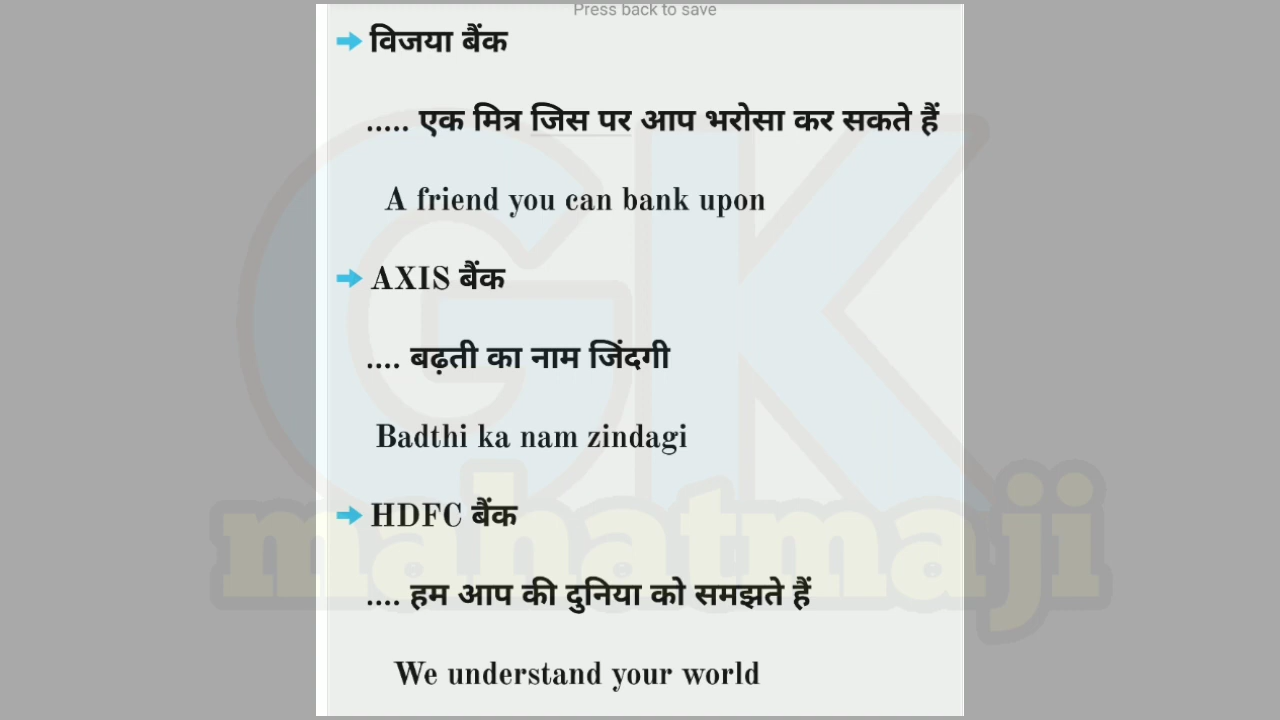 Press back to save
➡ विजया बैंक
..... एक मित्र जिस पर आप भरोसा कर सकते हैं
A friend you can bank upon
➡ AXIS बैंक
.... बढ़ती का नाम जिंदगी
Badthi ka nam zindagi
➡ HDFC बैंक
.... हम आप की दुनिया को समझते हैं
We understand your world
GK
mahatmaji